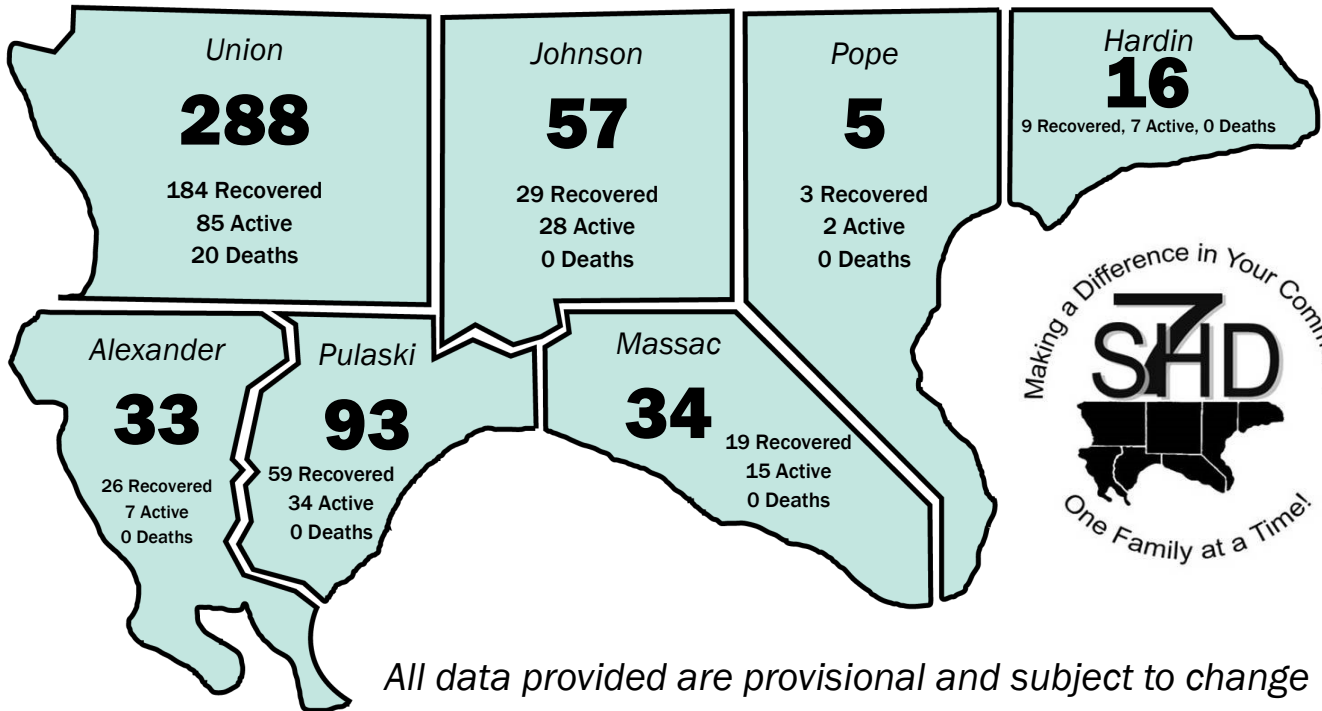 Union
288
184 Recovered
85 Active
20 Deaths
Johnson
57
29 Recovered
28 Active
0 Deaths
Pope
5
3 Recovered
2 Active
0 Deaths
Hardin
16
9 Recovered, 7 Active, 0 Deaths
Alexander
33
26 Recovered
7 Active
0 Deaths
Pulaski
93
59 Recovered
34 Active
0 Deaths
Massac
34
19 Recovered
15 Active
0 Deaths
Making a Difference in Your
S7HD
One Family at a Time!
All data provided are provisional and subject to change